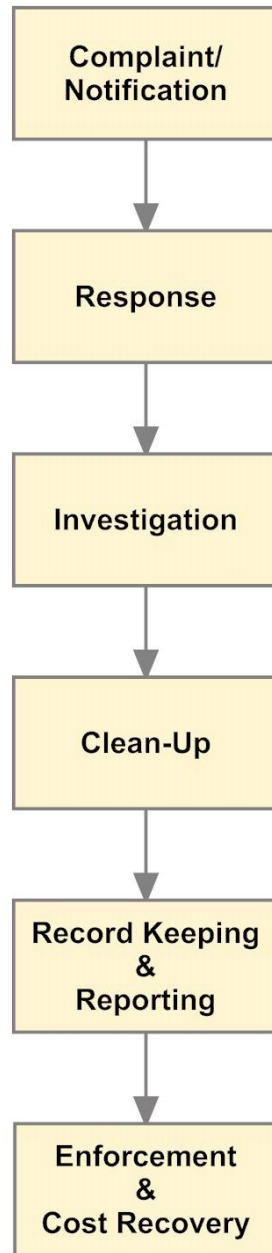 Complaint/
Notification
Response
Investigation
Clean-Up
Record Keeping
&
Reporting
Enforcement
&
Cost Recovery